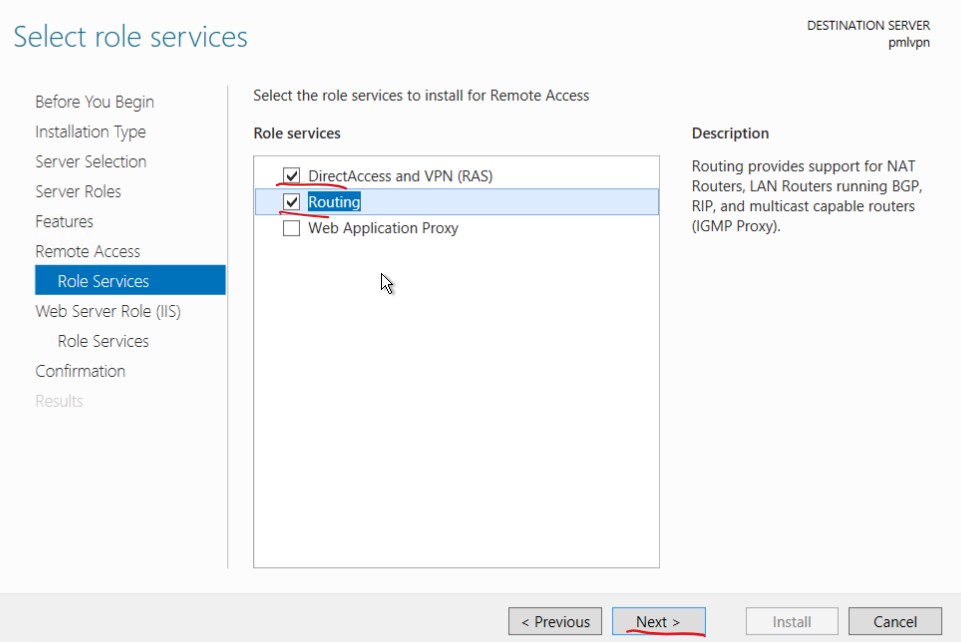 Select role services
DESTINATION SERVER
pmlvpn
Before You Begin
Installation Type
Server Selection
Server Roles
Features
Remote Access
Role Services
Web Server Role (IIS)
Role Services
Confirmation
Results
Select the role services to install for Remote Access
Role services
DirectAccess and VPN (RAS)
Routing
Web Application Proxy
Description
Routing provides support for NAT
Routers, LAN Routers running BGP,
RIP, and multicast capable routers
(IGMP Proxy).
< Previous
Next >
Install
Cancel